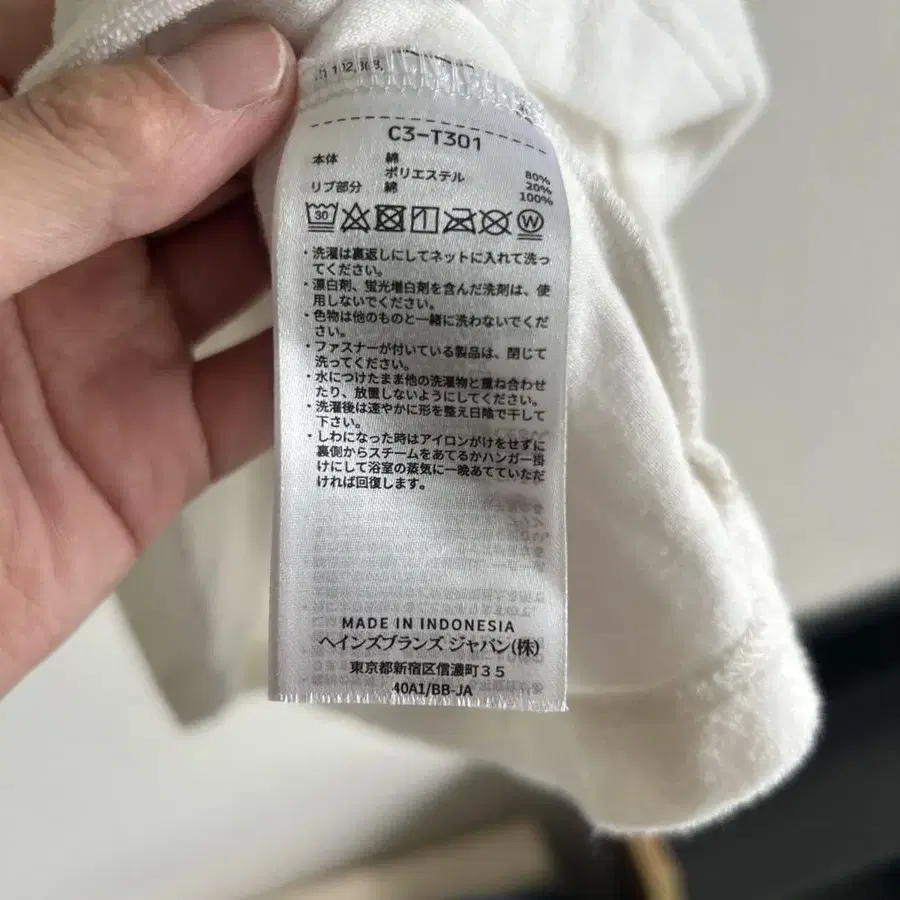 C3-T301
本体 綿 80%
ポリエステル 20%
リブ部分 綿 100%
30 W
・洗濯は裏返しにしてネットに入れて洗っ
てください。
・漂白剤、蛍光増白剤を含んだ洗剤は、使
用しないでください。
・色物は他のものと一緒に洗わないでくだ
さい。
・ファスナーが付いている製品は、閉じて
洗ってください。
・水につけたまま他の洗濯物と重ね合わせ
たり、放置しないようにしてください。
・洗濯後は速やかに形を整え日陰で干して
下さい。
・しわになった時はアイロンがけをせずに
裏側からスチームをあてるかハンガー掛
けにして浴室の蒸気に一晩あてていただ
ければ回復します。
MADE IN INDONESIA
ヘインズブランズ ジャパン(株)
東京都新宿区信濃町35
40A1/BB-JA